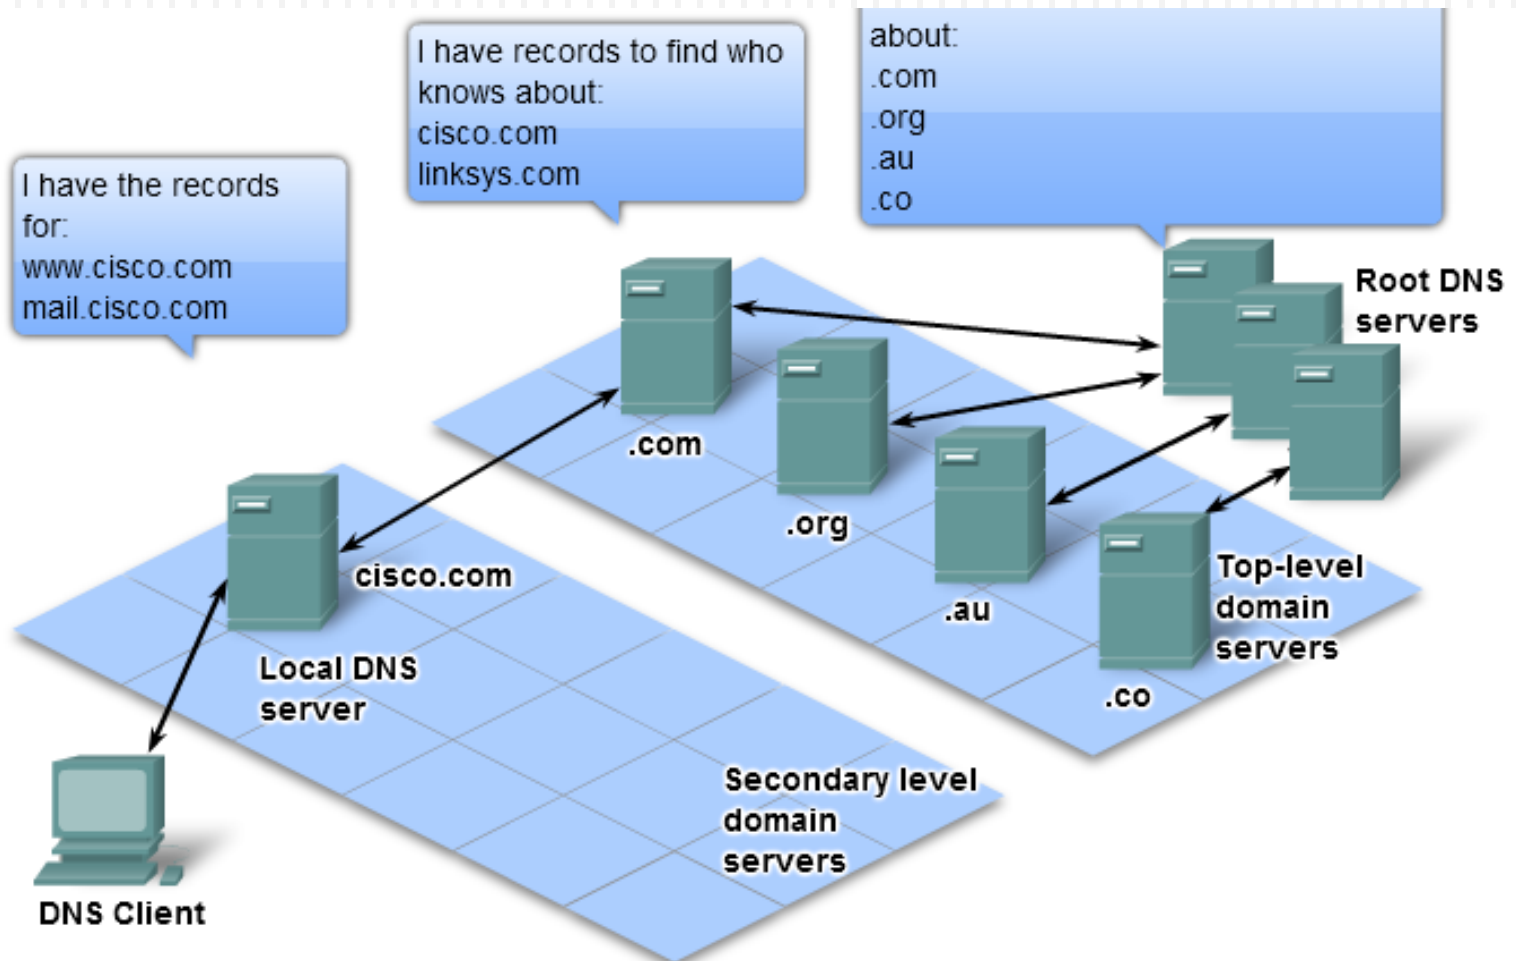 I have the records
for:
www.cisco.com
mail.cisco.com
I have records to find who
knows about:
cisco.com
linksys.com
about:
.com
.org
.au
.co
Root DNS
servers
.com
.org
.au
.co
Top-level
domain
servers
cisco.com
Local DNS
server
Secondary level
domain
servers
DNS Client